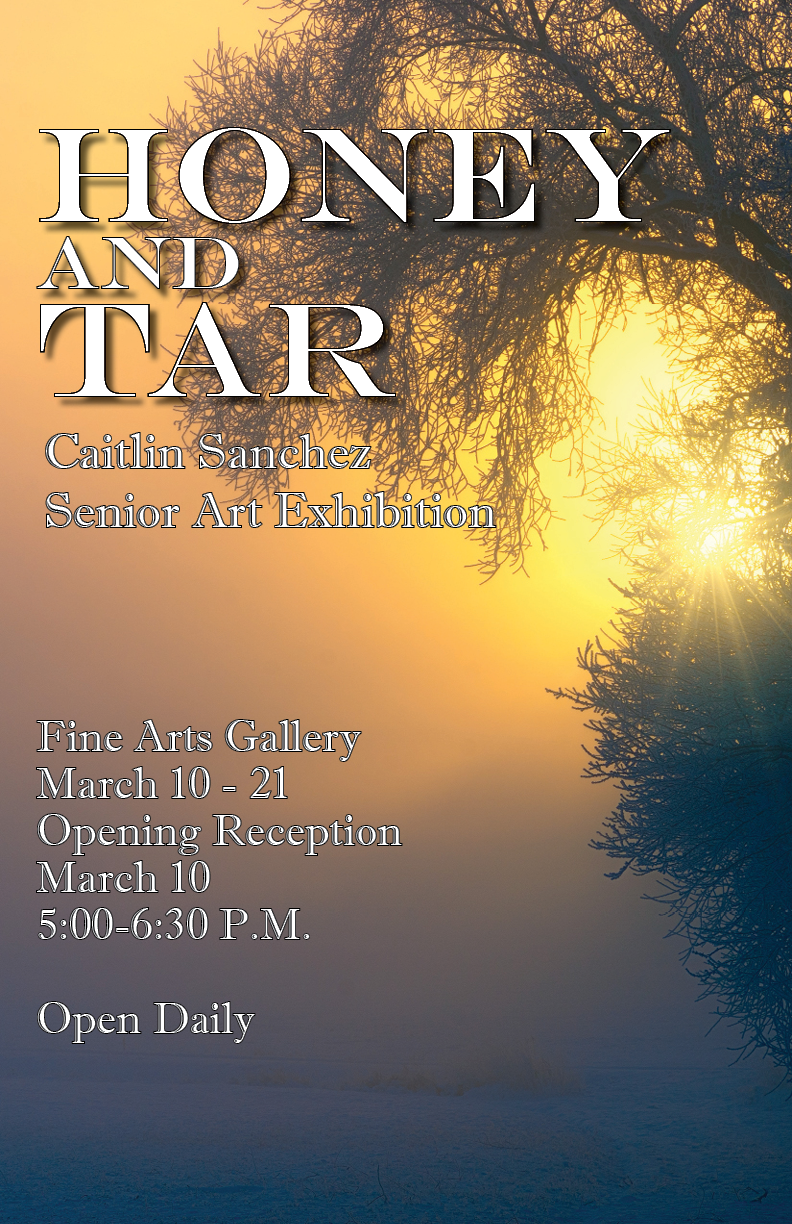 HONEY
AND
TAR
Caitlin Sanchez
Senior Art Exhibition
Fine Arts Gallery
March 10 - 21
Opening Reception
March 10
5:00-6:30 P.M.
Open Daily